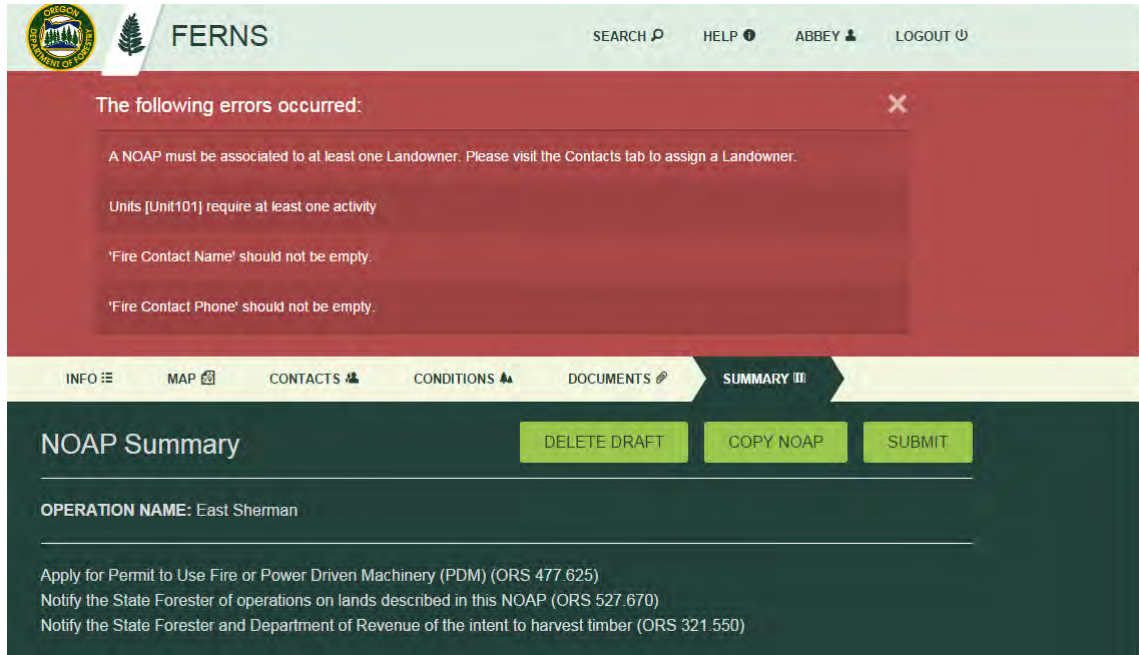 OREGON
DEPARTMENT OF FORESTRY
FERNS
SEARCH
HELP
ABBEY
LOGOUT
The following errors occurred:
A NOAP must be associated to at least one Landowner. Please visit the Contacts tab to assign a Landowner.
Units [Unit101] require at least one activity
'Fire Contact Name' should not be empty.
'Fire Contact Phone' should not be empty.
INFO
MAP
CONTACTS
CONDITIONS
DOCUMENTS
SUMMARY
NOAP Summary
DELETE DRAFT
COPY NOAP
SUBMIT
OPERATION NAME: East Sherman
Apply for Permit to Use Fire or Power Driven Machinery (PDM) (ORS 477.625)
Notify the State Forester of operations on lands described in this NOAP (ORS 527.670)
Notify the State Forester and Department of Revenue of the intent to harvest timber (ORS 321.550)